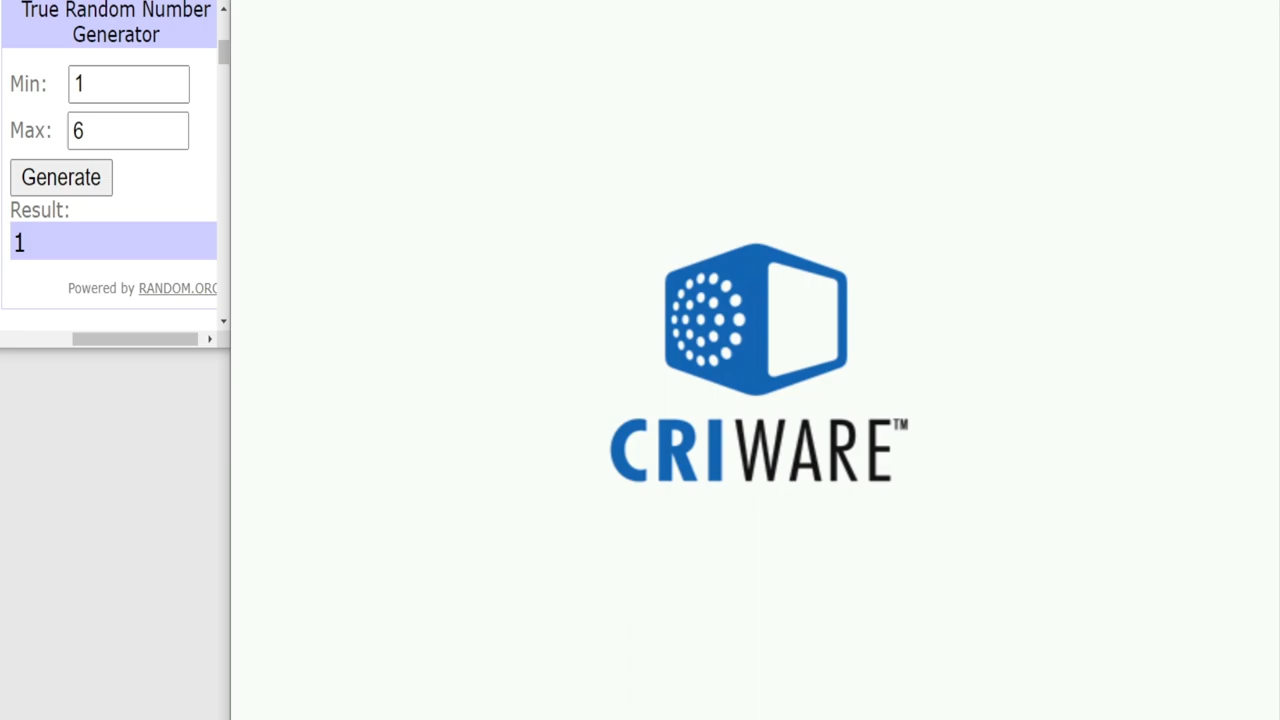 True Random Number
Generator
Min: 1
Max: 6
Generate
Result:
1
Powered by RANDOM.ORG
CRIWARE™